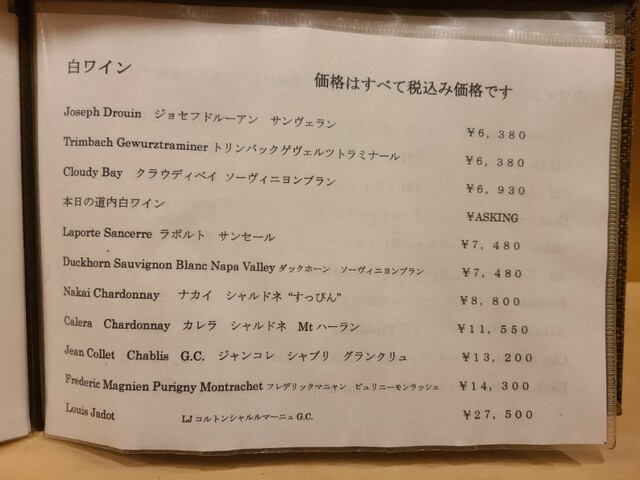 白ワイン
価格はすべて税込み価格です
Joseph Drouin ジョセフドルーアン サンヴェラン ￥6,380
Trimbach Gewurztraminer トリンバックゲヴェルツトラミナール ￥6,380
Cloudy Bay クラウディベイ ソーヴィニヨンブラン ￥6,930
本日の道内白ワイン ￥ASKING
Laporte Sancerre ラポルト サンセール ￥7,480
Duckhorn Sauvignon Blanc Napa Valley ダックホーン ソーヴィニヨンブラン ￥7,480
Nakai Chardonnay ナカイ シャルドネ "すっぴん" ￥8,800
Calera Chardonnay カレラ シャルドネ Mtハーラン ￥11,550
Jean Collet Chablis G.C. ジャンコレ シャブリ グランクリュ ￥13,200
Frederic Magnien Purigny Montrachet フレデリックマニャン ピュリニーモンラッシェ ￥14,300
Louis Jadot LJコルトンシャルルマーニュG.C. ￥27,500